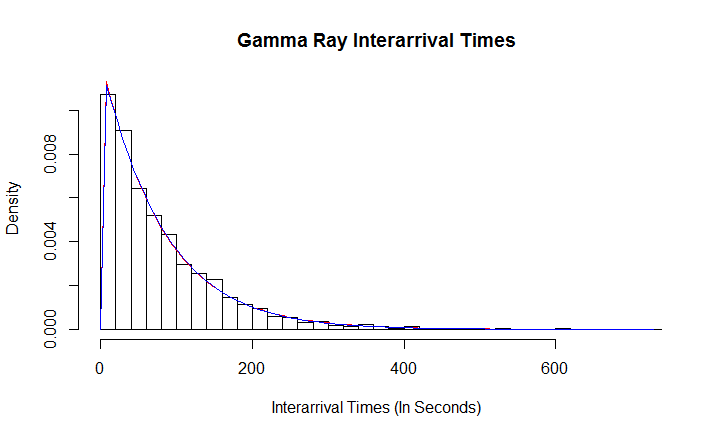 Gamma Ray Interarrival Times
0.008
0.004
0.000
Density
0
200
400
600
Interarrival Times (In Seconds)